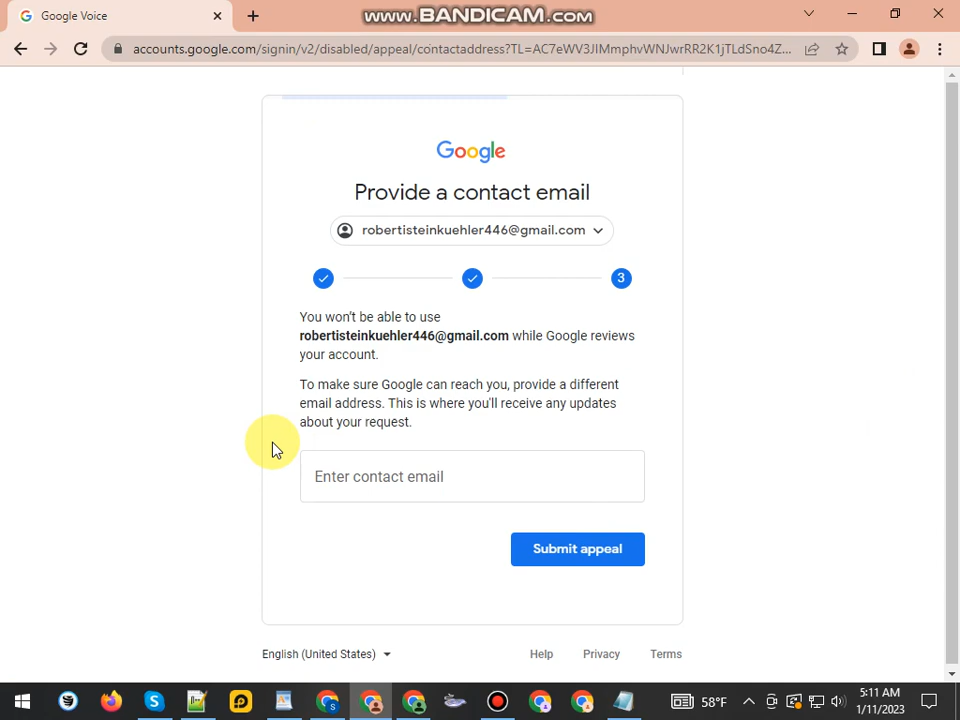 Google Voice
www.BANDICAM.com
accounts.google.com/signin/v2/disabled/appeal/contactaddress?TL=AC7eWV3JIMmphvWNJwrRR2K1jTLdSno4Z...
Google
Provide a contact email
robertisteinkuehler446@gmail.com
3
You won't be able to use
robertisteinkuehler446@gmail.com while Google reviews
your account.
To make sure Google can reach you, provide a different
email address. This is where you'll receive any updates
about your request.
Enter contact email
Submit appeal
English (United States)
Help
Privacy
Terms
58°F
5:11 AM
1/11/2023